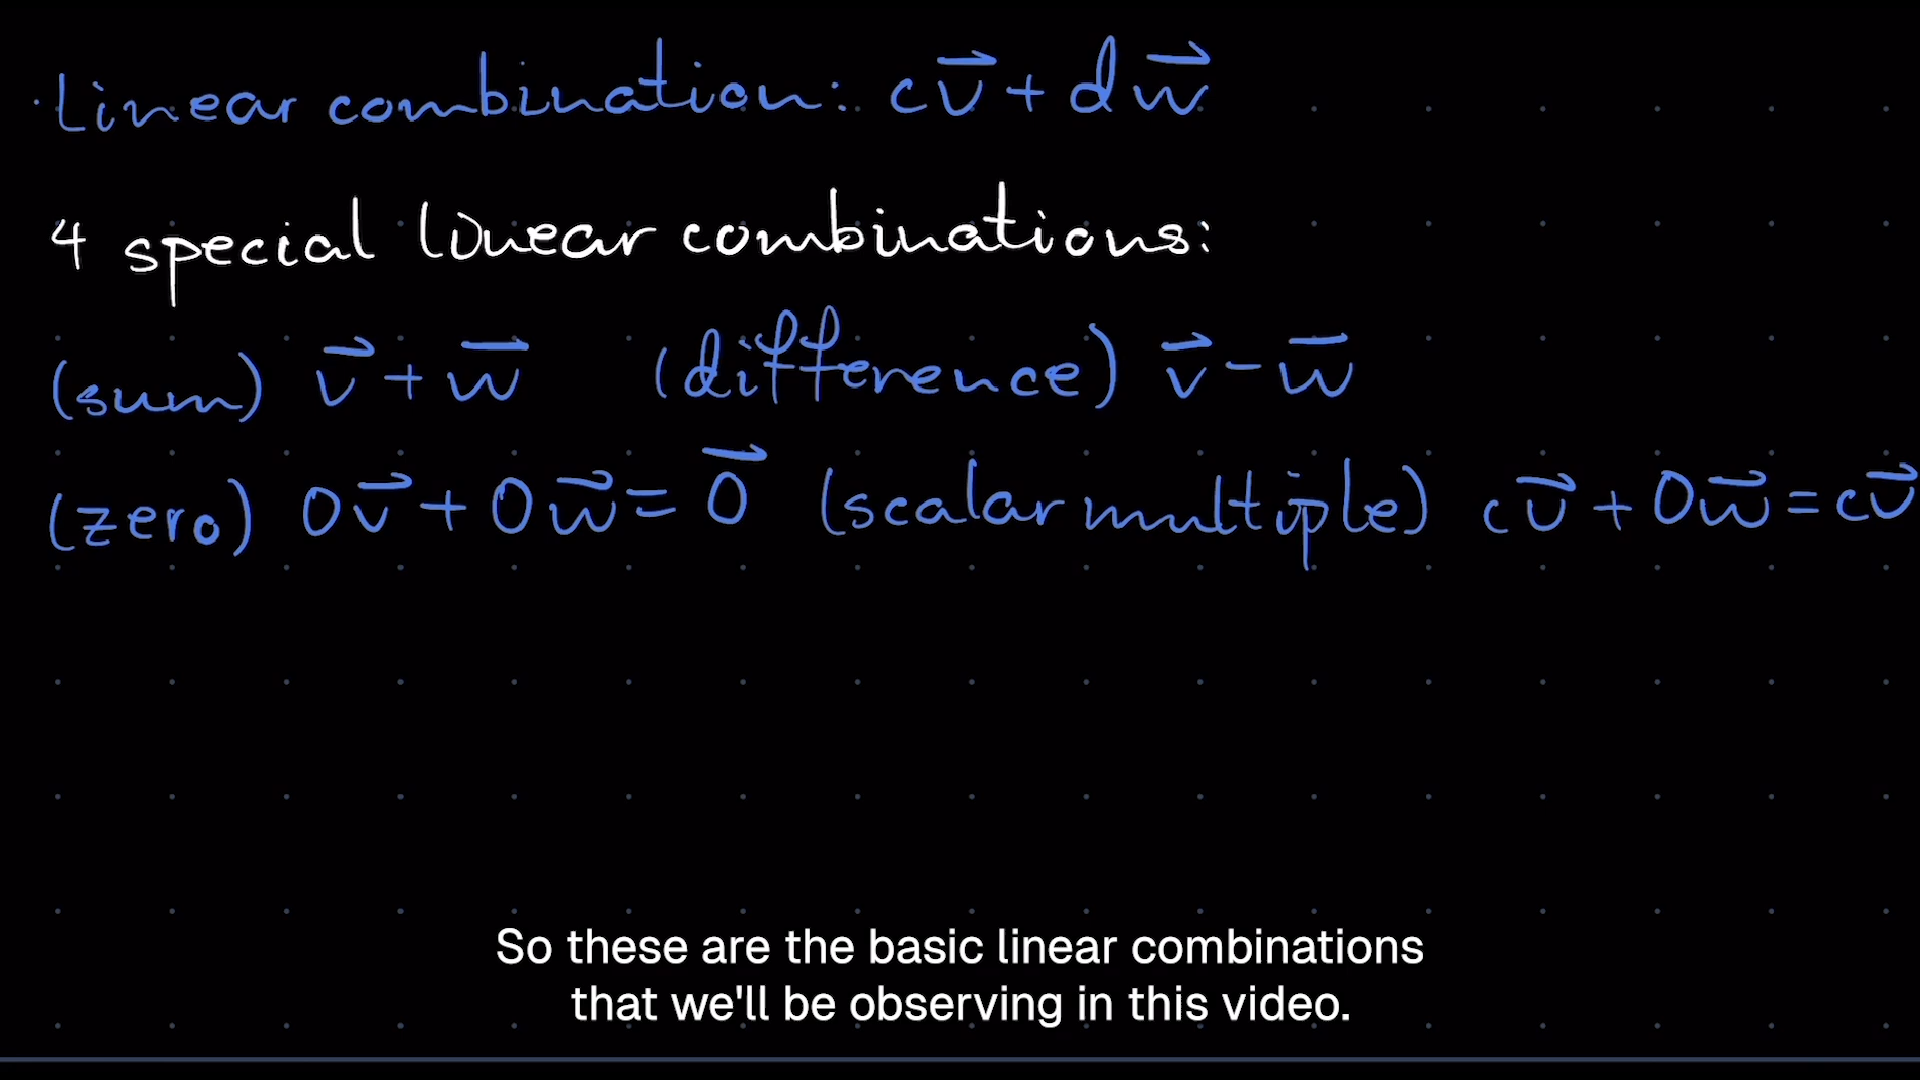 · Linear combination: cv⃗ + dw⃗
4 special linear combinations:
(sum) v⃗ + w⃗ (difference) v⃗ − w⃗
(zero) 0v⃗ + 0w⃗ = 0⃗ (scalar multiple) cv⃗ + 0w⃗ = cv⃗
So these are the basic linear combinations
that we'll be observing in this video.